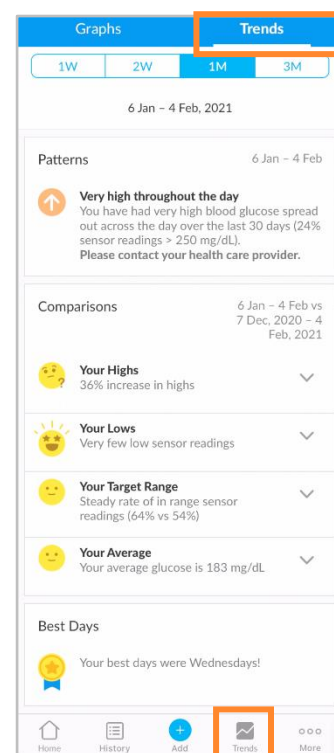 Graphs Trends
1W 2W 1M 3M
6 Jan – 4 Feb, 2021
Patterns 6 Jan – 4 Feb
Very high throughout the day
You have had very high blood glucose spread
out across the day over the last 30 days (24%
sensor readings > 250 mg/dL).
Please contact your health care provider.
Comparisons 6 Jan – 4 Feb vs
7 Dec, 2020 – 4
Feb, 2021
Your Highs
36% increase in highs
Your Lows
Very few low sensor readings
Your Target Range
Steady rate of in range sensor
readings (64% vs 54%)
Your Average
Your average glucose is 183 mg/dL
Best Days
Your best days were Wednesdays!
Home History Add Trends More